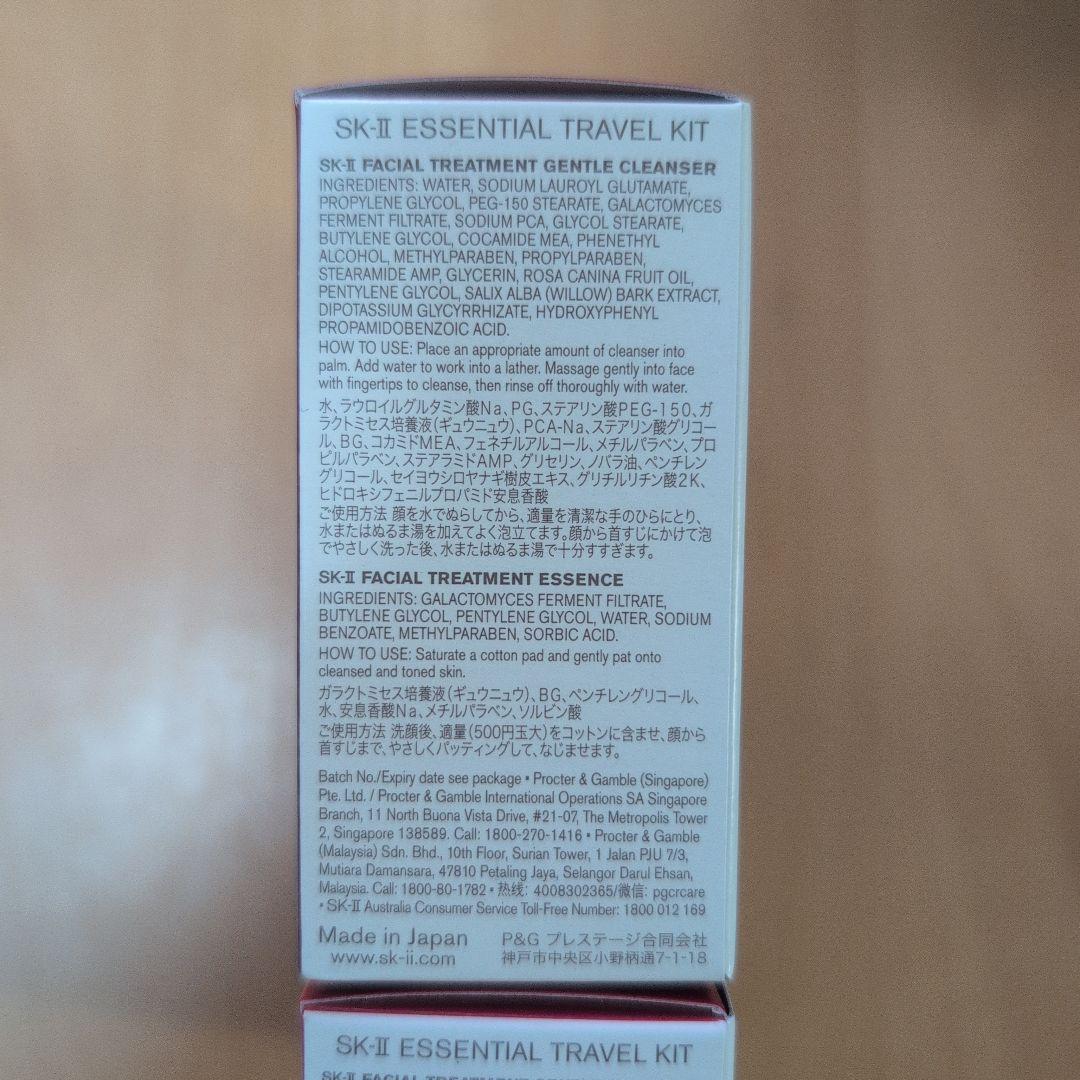 SK-II ESSENTIAL TRAVEL KIT
SK-II FACIAL TREATMENT GENTLE CLEANSER
INGREDIENTS: WATER, SODIUM LAUROYL GLUTAMATE,
PROPYLENE GLYCOL, PEG-150 STEARATE, GALACTOMYCES
FERMENT FILTRATE, SODIUM PCA, GLYCOL STEARATE,
BUTYLENE GLYCOL, COCAMIDE MEA, PHENETHYL
ALCOHOL, METHYLPARABEN, PROPYLPARABEN,
STEARAMIDE AMP, GLYCERIN, ROSA CANINA FRUIT OIL,
PENTYLENE GLYCOL, SALIX ALBA (WILLOW) BARK EXTRACT,
DIPOTASSIUM GLYCYRRHIZATE, HYDROXYPHENYL
PROPAMIDOBENZOIC ACID.
HOW TO USE: Place an appropriate amount of cleanser into
palm. Add water to work into a lather. Massage gently into face
with fingertips to cleanse, then rinse off thoroughly with water.
水、ラウロイルグルタミン酸Na、PG、ステアリン酸PEG-150、ガ
ラクトミセス培養液(ギュウニュウ)、PCA-Na、ステアリン酸グリコー
ル、BG、コカミドMEA、フェネチルアルコール、メチルパラベン、プロ
ピルパラベン、ステアラミドAMP、グリセリン、ノバラ油、ペンチレン
グリコール、セイヨウシロヤナギ樹皮エキス、グリチルリチン酸2K、
ヒドロキシフェニルプロパミド安息香酸
ご使用方法 顔を水でぬらしてから、適量を清潔な手のひらにとり、
水またはぬるま湯を加えてよく泡立てます。顔から首すじにかけて泡
でやさしく洗った後、水またはぬるま湯で十分すすぎます。
SK-II FACIAL TREATMENT ESSENCE
INGREDIENTS: GALACTOMYCES FERMENT FILTRATE,
BUTYLENE GLYCOL, PENTYLENE GLYCOL, WATER, SODIUM
BENZOATE, METHYLPARABEN, SORBIC ACID.
HOW TO USE: Saturate a cotton pad and gently pat onto
cleansed and toned skin.
ガラクトミセス培養液(ギュウニュウ)、BG、ペンチレングリコール、
水、安息香酸Na、メチルパラベン、ソルビン酸
ご使用方法 洗顔後、適量(500円玉大)をコットンに含ませ、顔から
首すじまで、やさしくパッティングして、なじませます。
Batch No./Expiry date see package • Procter & Gamble (Singapore)
Pte. Ltd. / Procter & Gamble International Operations SA Singapore
Branch, 11 North Buona Vista Drive, #21-07, The Metropolis Tower
2, Singapore 138589. Call: 1800-270-1416 • Procter & Gamble
(Malaysia) Sdn. Bhd., 10th Floor, Surian Tower, 1 Jalan PJU 7/3,
Mutiara Damansara, 47810 Petaling Jaya, Selangor Darul Ehsan,
Malaysia. Call: 1800-80-1782 • 热线: 4008302365/微信: pgcrcare
• SK-II Australia Consumer Service Toll-Free Number: 1800 012 169
Made in Japan P&G プレステージ合同会社
www.sk-ii.com 神戸市中央区小野柄通7-1-18
SK-II ESSENTIAL TRAVEL KIT
SK-II FACIAL TREATMENT